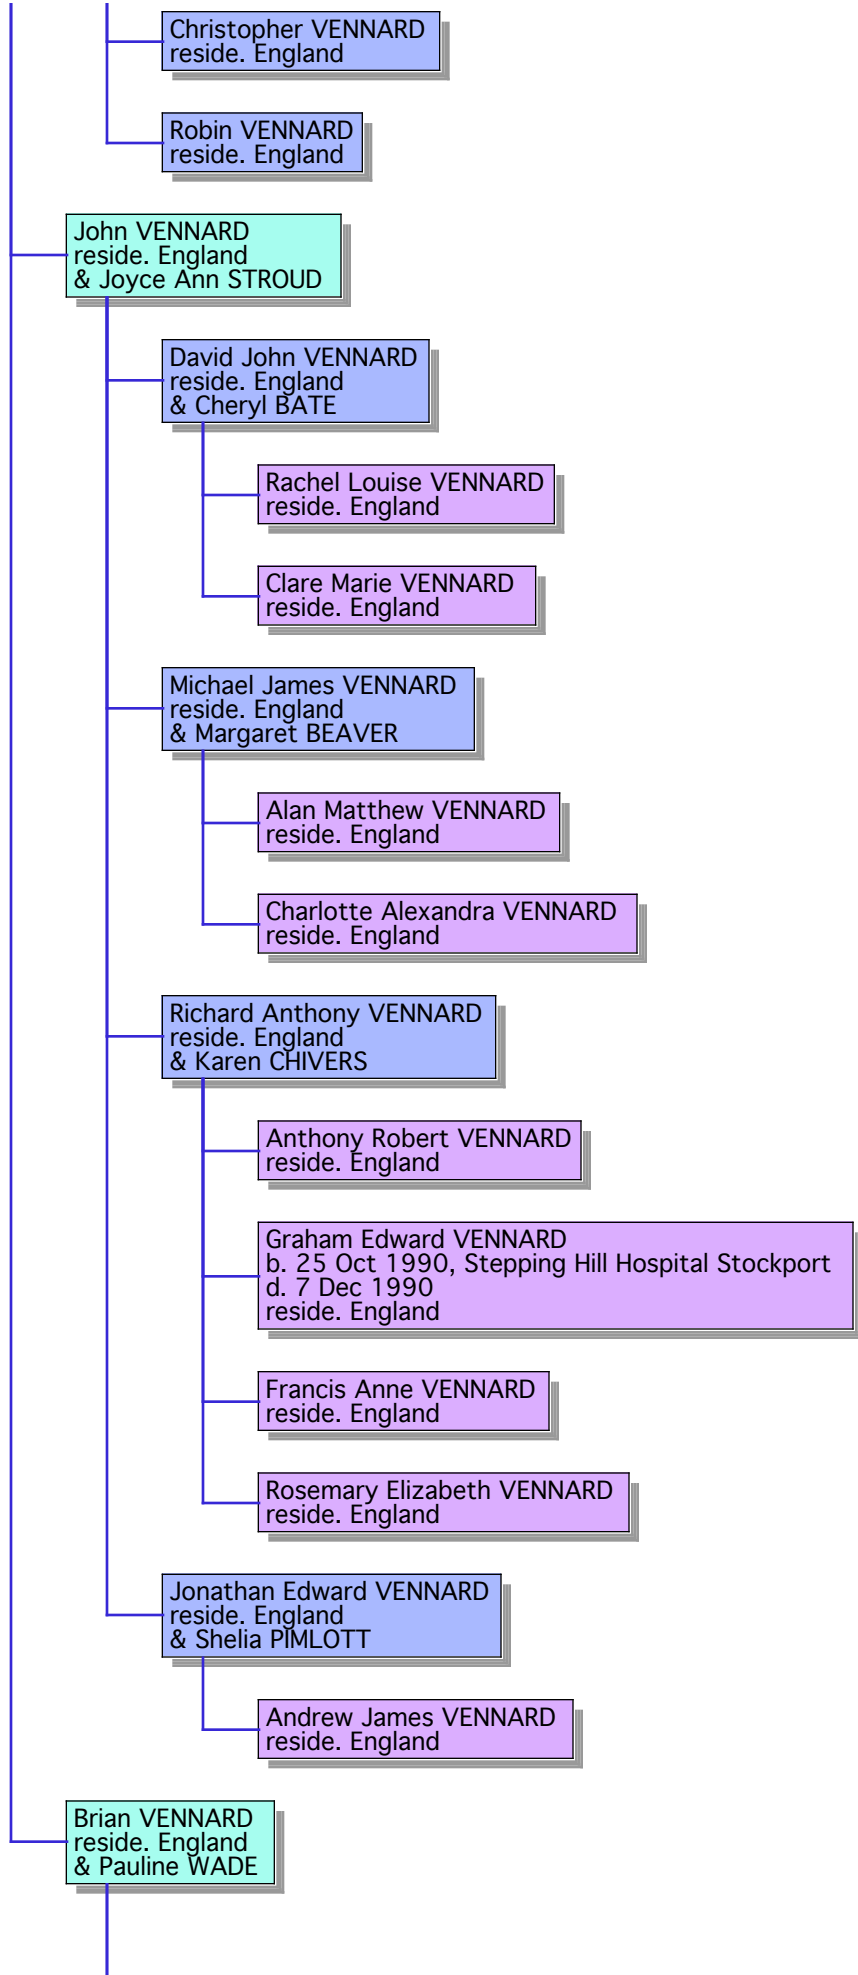 Christopher VENNARD
reside. England
Robin VENNARD
reside. England
John VENNARD
reside. England
& Joyce Ann STROUD
David John VENNARD
reside. England
& Cheryl BATE
Rachel Louise VENNARD
reside. England
Clare Marie VENNARD
reside. England
Michael James VENNARD
reside. England
& Margaret BEAVER
Alan Matthew VENNARD
reside. England
Charlotte Alexandra VENNARD
reside. England
Richard Anthony VENNARD
reside. England
& Karen CHIVERS
Anthony Robert VENNARD
reside. England
Graham Edward VENNARD
b. 25 Oct 1990, Stepping Hill Hospital Stockport
d. 7 Dec 1990
reside. England
Francis Anne VENNARD
reside. England
Rosemary Elizabeth VENNARD
reside. England
Jonathan Edward VENNARD
reside. England
& Shelia PIMLOTT
Andrew James VENNARD
reside. England
Brian VENNARD
reside. England
& Pauline WADE